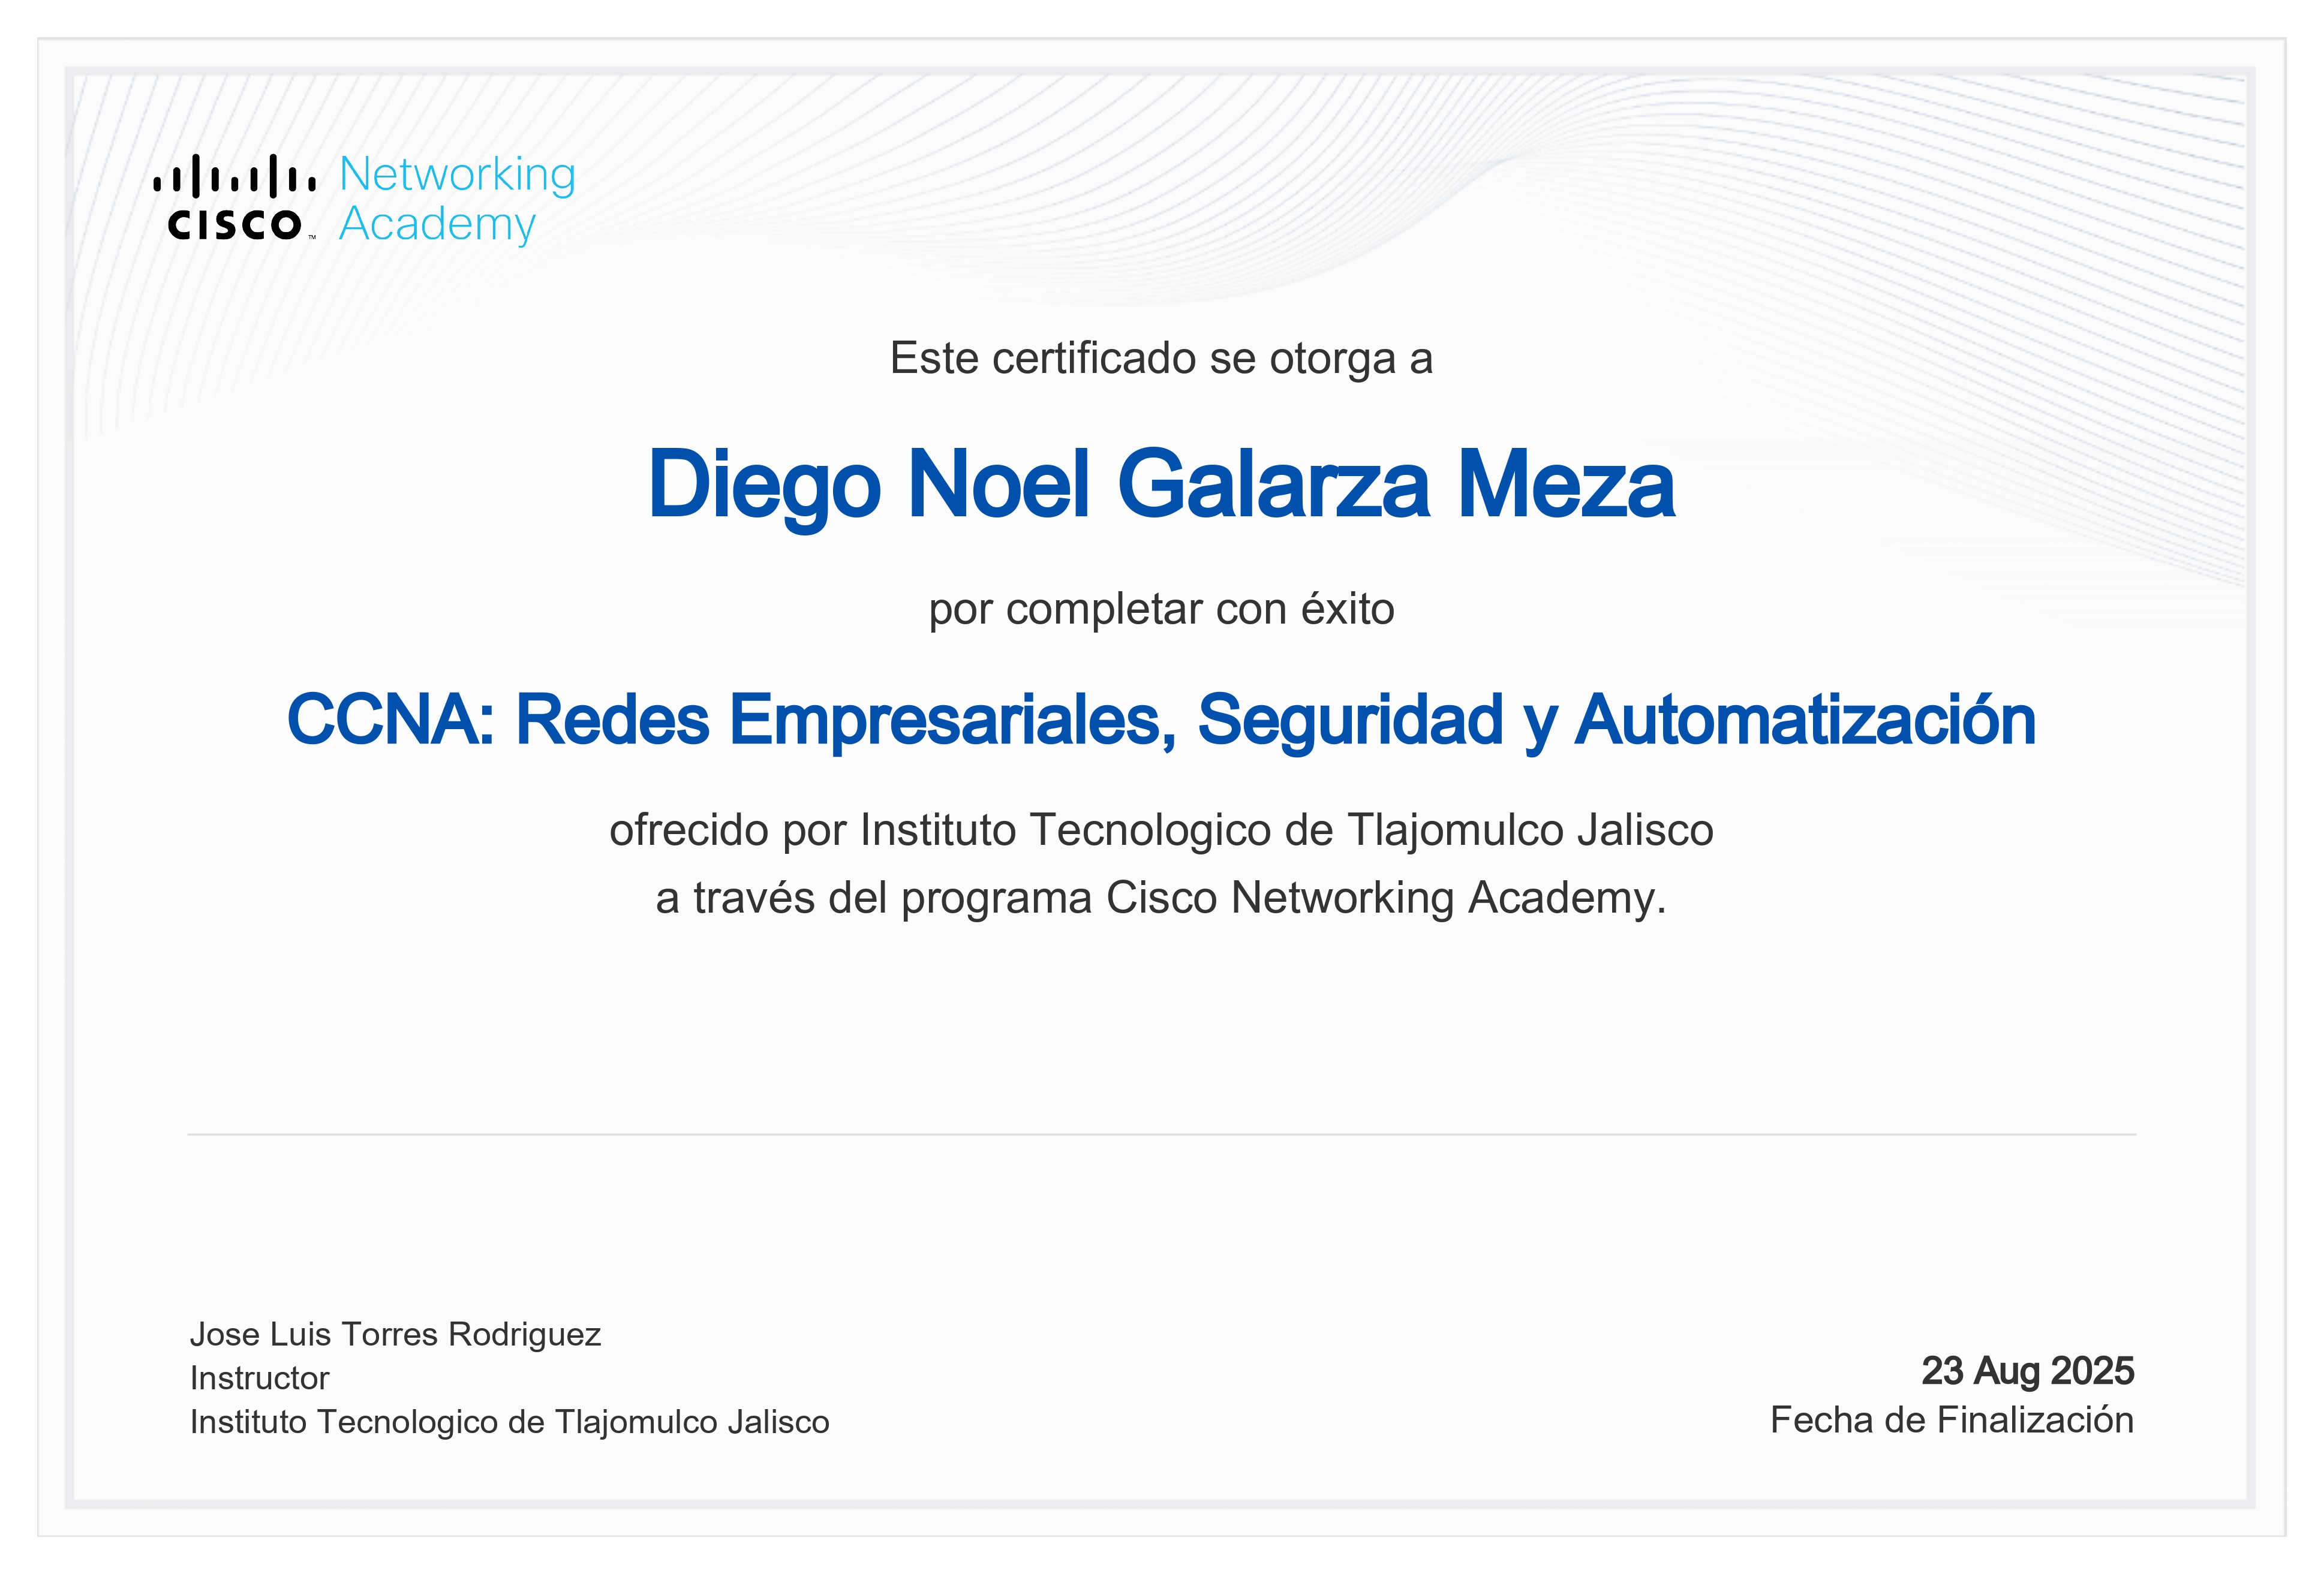 CISCO™
Networking
Academy
Este certificado se otorga a
Diego Noel Galarza Meza
por completar con éxito
CCNA: Redes Empresariales, Seguridad y Automatización
ofrecido por Instituto Tecnologico de Tlajomulco Jalisco
a través del programa Cisco Networking Academy.
Jose Luis Torres Rodriguez
Instructor
Instituto Tecnologico de Tlajomulco Jalisco
23 Aug 2025
Fecha de Finalización